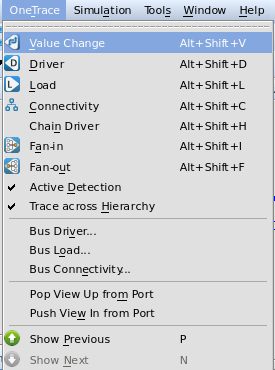 OneTrace Simulation Tools Window Help
Value Change Alt+Shift+V
Driver Alt+Shift+D
Load Alt+Shift+L
Connectivity Alt+Shift+C
Chain Driver Alt+Shift+H
Fan-in Alt+Shift+I
Fan-out Alt+Shift+F
Active Detection
Trace across Hierarchy
Bus Driver...
Bus Load...
Bus Connectivity...
Pop View Up from Port
Push View In from Port
Show Previous P
Show Next N